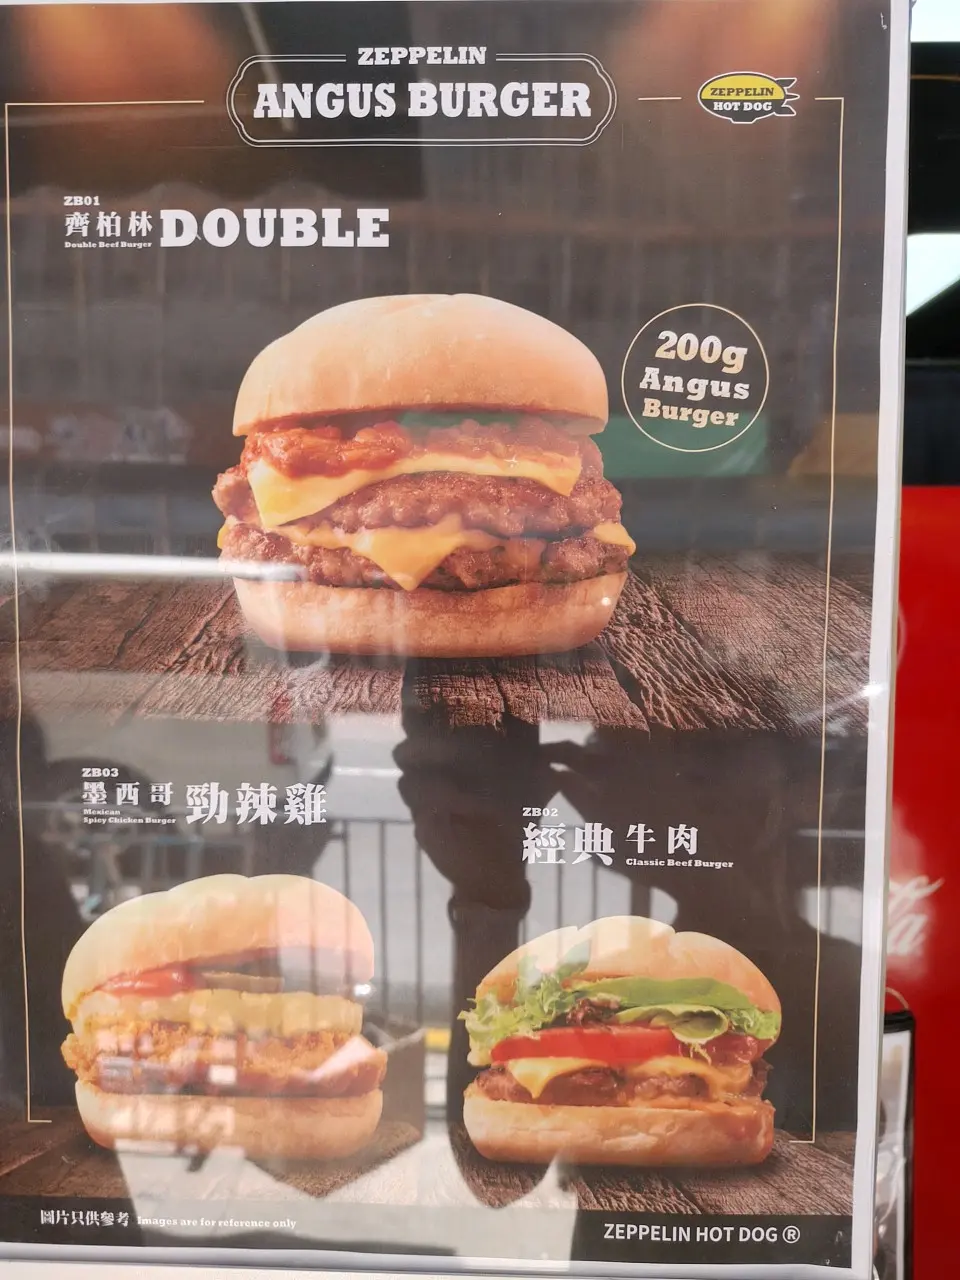 ZEPPELIN
ANGUS BURGER
ZEPPELIN
HOT DOG
ZB01
齊柏林 DOUBLE
Double Beef Burger
200g
Angus
Burger
ZB03
墨西哥 勁辣雞
Mexican
Spicy Chicken Burger
ZB02
經典 牛肉
Classic Beef Burger
圖片只供參考 Images are for reference only
ZEPPELIN HOT DOG ®